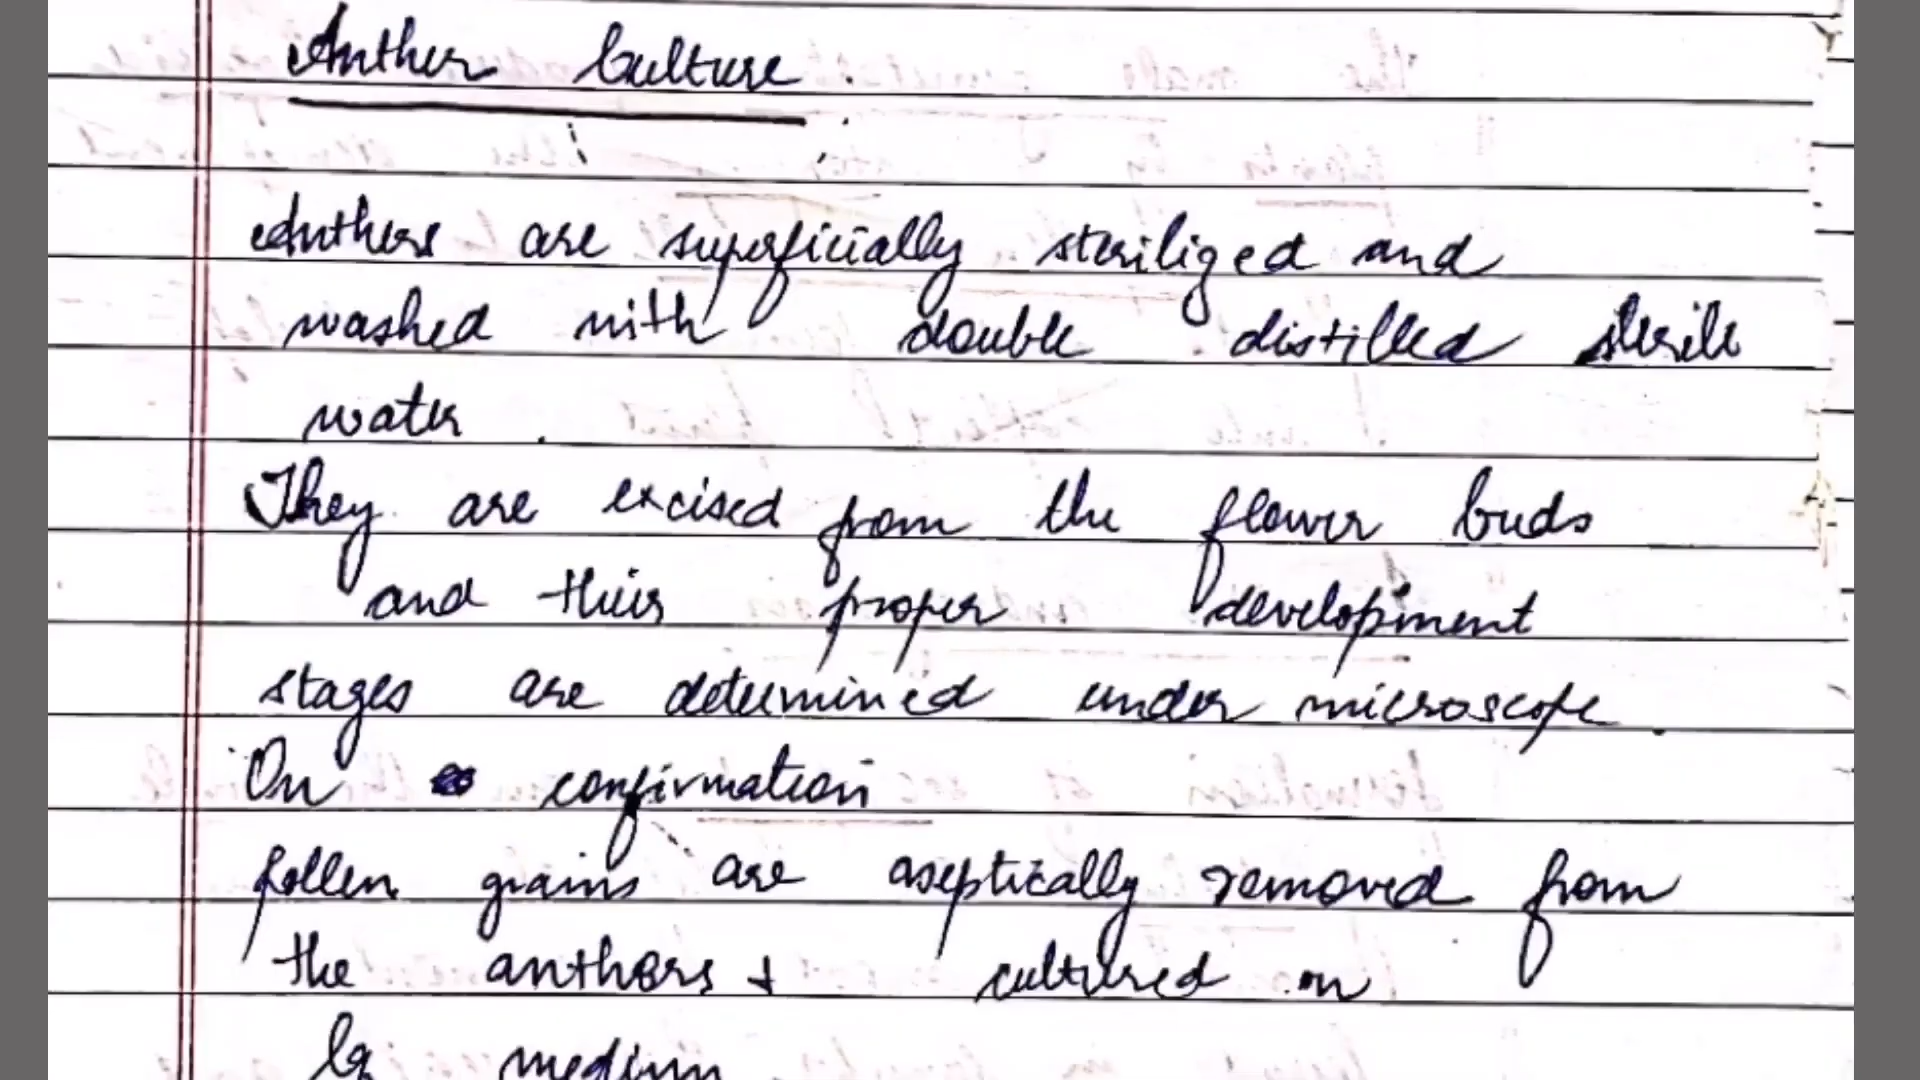 Anther Culture
Anthers are superficially sterilized and
washed with double distilled sterile
water.
They are excised from the flower buds
and thier proper development
stages are determined under microscope.
On confirmation
pollen grains are aseptically removed from
the anthers & cultured on
medium